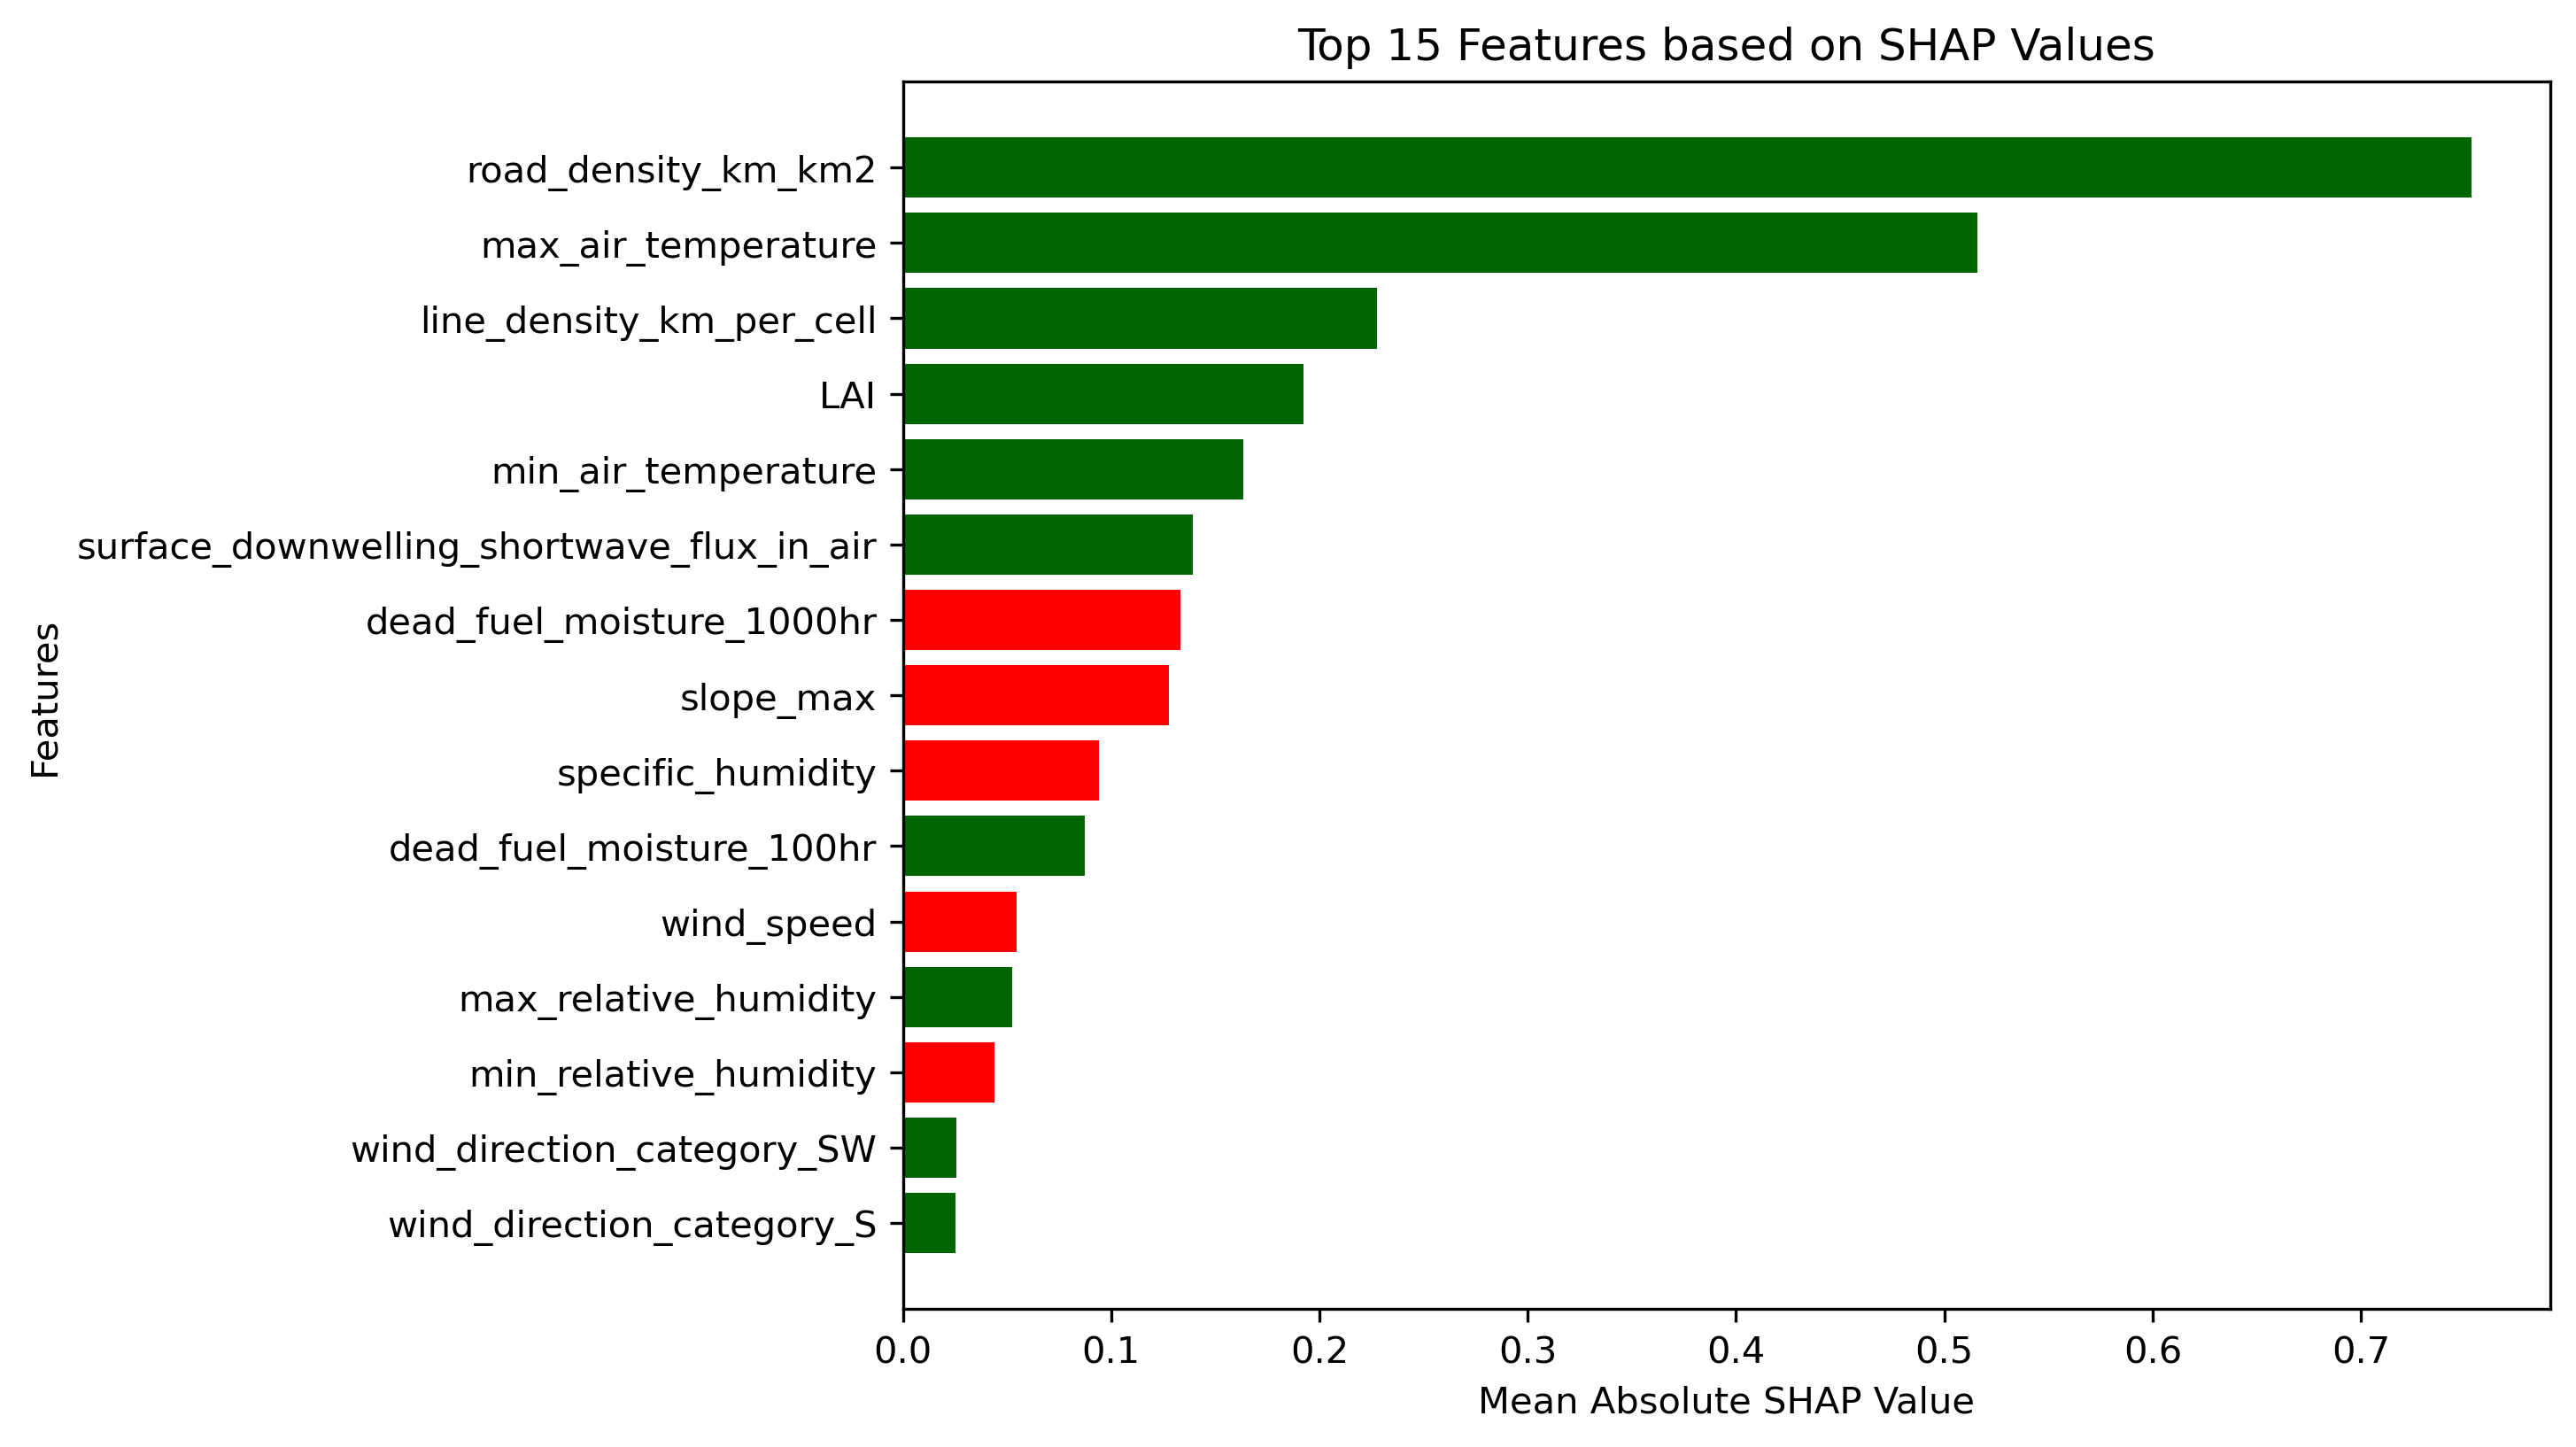 Top 15 Features based on SHAP Values
Features
road_density_km_km2
max_air_temperature
line_density_km_per_cell
LAI
min_air_temperature
surface_downwelling_shortwave_flux_in_air
dead_fuel_moisture_1000hr
slope_max
specific_humidity
dead_fuel_moisture_100hr
wind_speed
max_relative_humidity
min_relative_humidity
wind_direction_category_SW
wind_direction_category_S
0.0 0.1 0.2 0.3 0.4 0.5 0.6 0.7
Mean Absolute SHAP Value